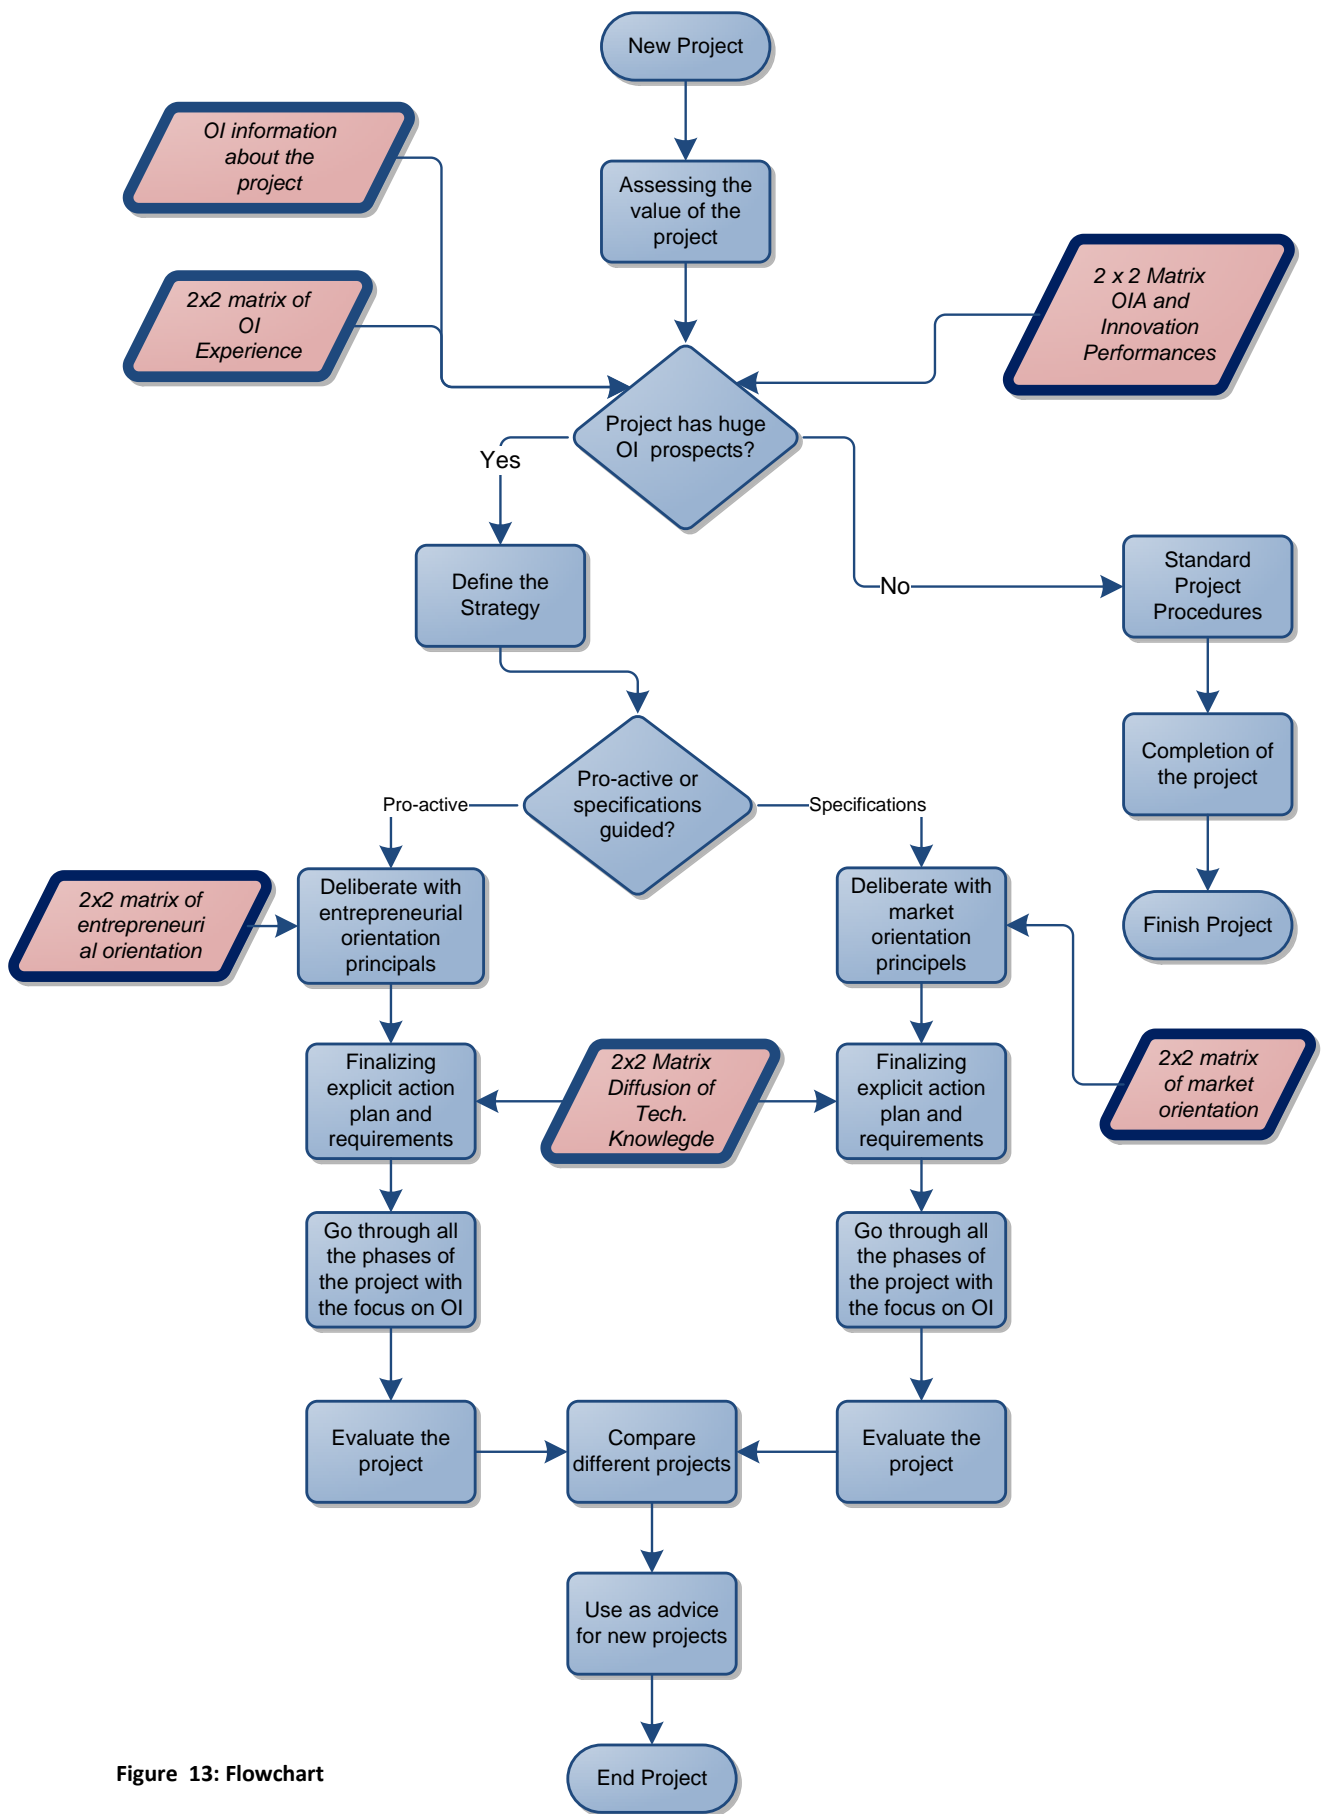 New Project
OI information
about the
project
Assessing the
value of the
project
2x2 matrix of
OI
Experience
2 x 2 Matrix
OIA and
Innovation
Performances
Project has huge
OI prospects?
Yes
No
Define the
Strategy
Standard
Project
Procedures
Completion of
the project
Finish Project
Pro-active or
specifications
guided?
Pro-active
Specifications
2x2 matrix of
entrepreneuri
al orientation
Deliberate with
entrepreneurial
orientation
principals
Deliberate with
market
orientation
principels
Finalizing
explicit action
plan and
requirements
2x2 Matrix
Diffusion of
Tech.
Knowlegde
Finalizing
explicit action
plan and
requirements
2x2 matrix
of market
orientation
Go through all
the phases of
the project with
the focus on OI
Go through all
the phases of
the project with
the focus on OI
Evaluate the
project
Compare
different projects
Evaluate the
project
Use as advice
for new projects
End Project
Figure 13: Flowchart